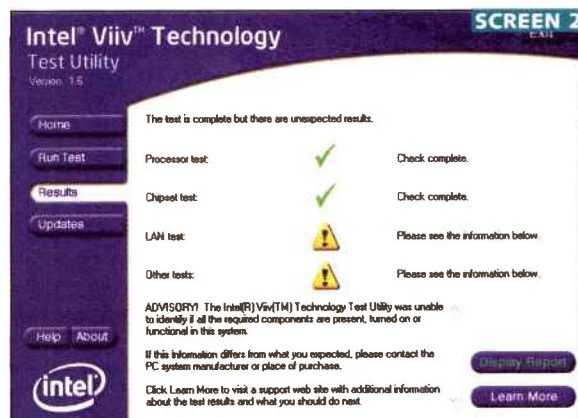 SCREEN 2
Exit
Intel® Viiv™ Technology
Test Utility
Version 1.6
Home
Run Test
Results
Updates
Help About
intel
The test is complete but there are unexpected results.
Processor test: Check complete.
Chipset test: Check complete.
LAN test: Please see the information below.
Other tests: Please see the information below.
ADVISORY! The Intel(R) Viiv(TM) Technology Test Utility was unable
to identify if all the required components are present, turned on or
functional in this system.
If this information differs from what you expected, please contact the
PC system manufacturer or place of purchase.
Display Report
Click Learn More to visit a support web site with additional information
about the test results and what you should do next.
Learn More